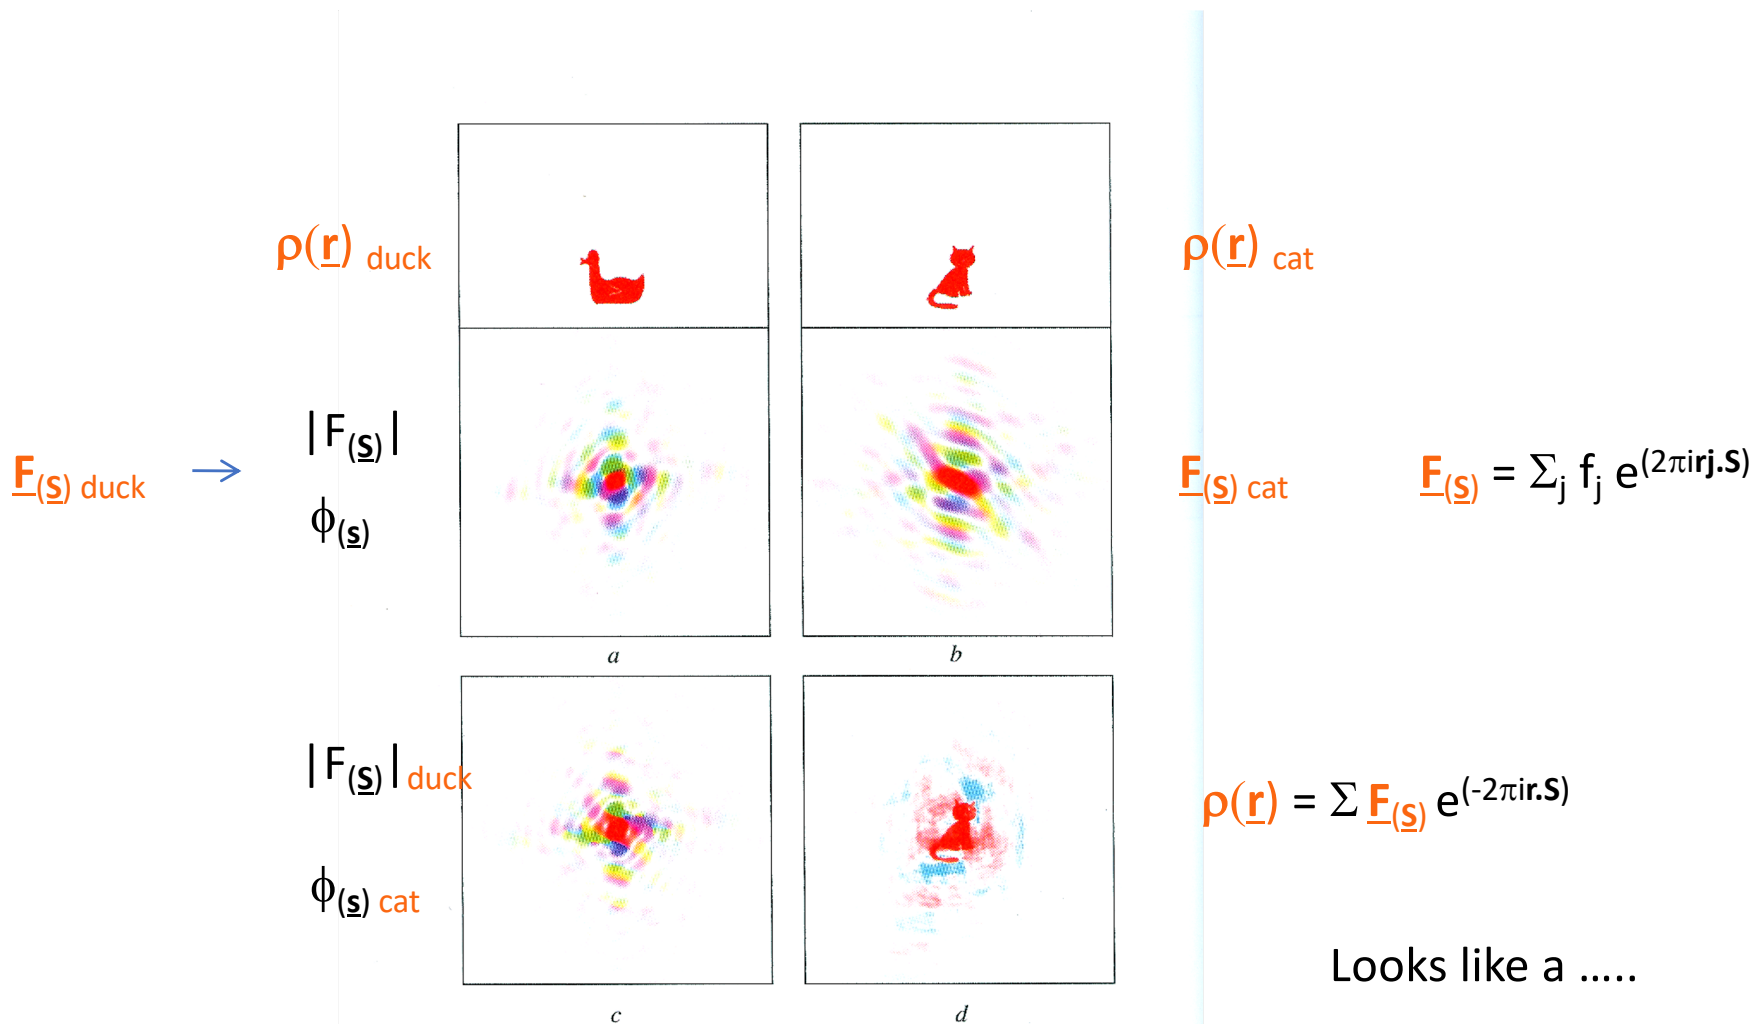 ρ(r) duck
ρ(r) cat
|F(S)|
F(S) duck → ϕ(s)
F(S) cat
F(S) = Σj fj e(2πirj.S)
a
b
|F(S)| duck
ϕ(s) cat
ρ(r) = Σ F(S) e(-2πir.S)
Looks like a …..
c
d